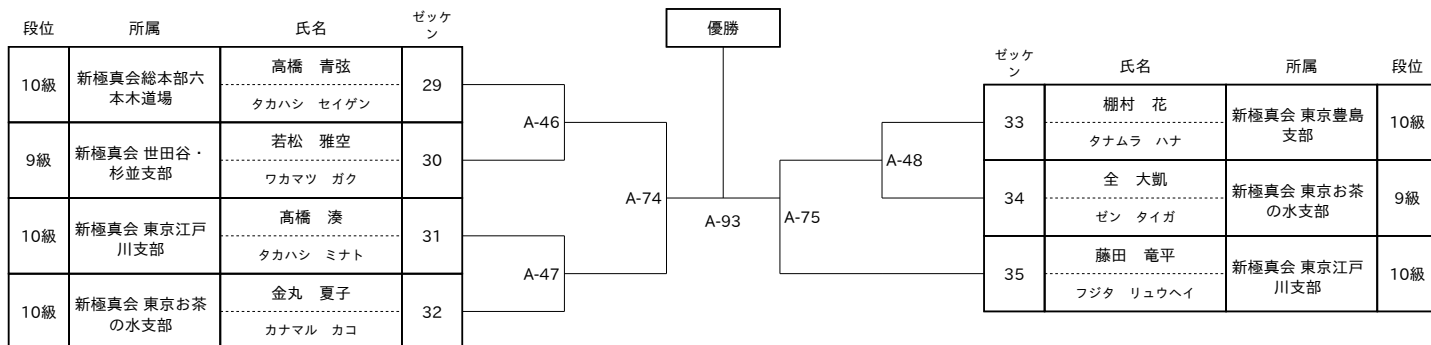 優勝
段位 所属 氏名 ゼッケ
ン
10級 新極真会総本部六
本木道場 高橋 青弦
タカハシ セイゲン 29
9級 新極真会 世田谷・
杉並支部 若松 雅空
ワカマツ ガク 30
10級 新極真会 東京江戸
川支部 髙橋 湊
タカハシ ミナト 31
10級 新極真会 東京お茶
の水支部 金丸 夏子
カナマル カコ 32
A-46
A-47
A-74
A-93
A-75
A-48
ゼッケ
ン 氏名 所属 段位
33 棚村 花
タナムラ ハナ 新極真会 東京豊島
支部 10級
34 全 大凱
ゼン タイガ 新極真会 東京お茶
の水支部 9級
35 藤田 竜平
フジタ リュウヘイ 新極真会 東京江戸
川支部 10級